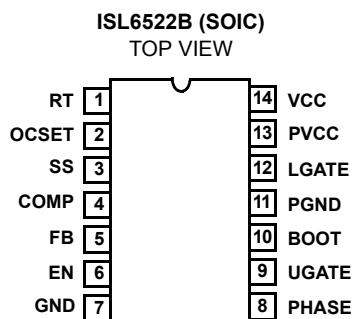 ISL6522B (SOIC)
TOP VIEW
RT 1 14 VCC
OCSET 2 13 PVCC
SS 3 12 LGATE
COMP 4 11 PGND
FB 5 10 BOOT
EN 6 9 UGATE
GND 7 8 PHASE